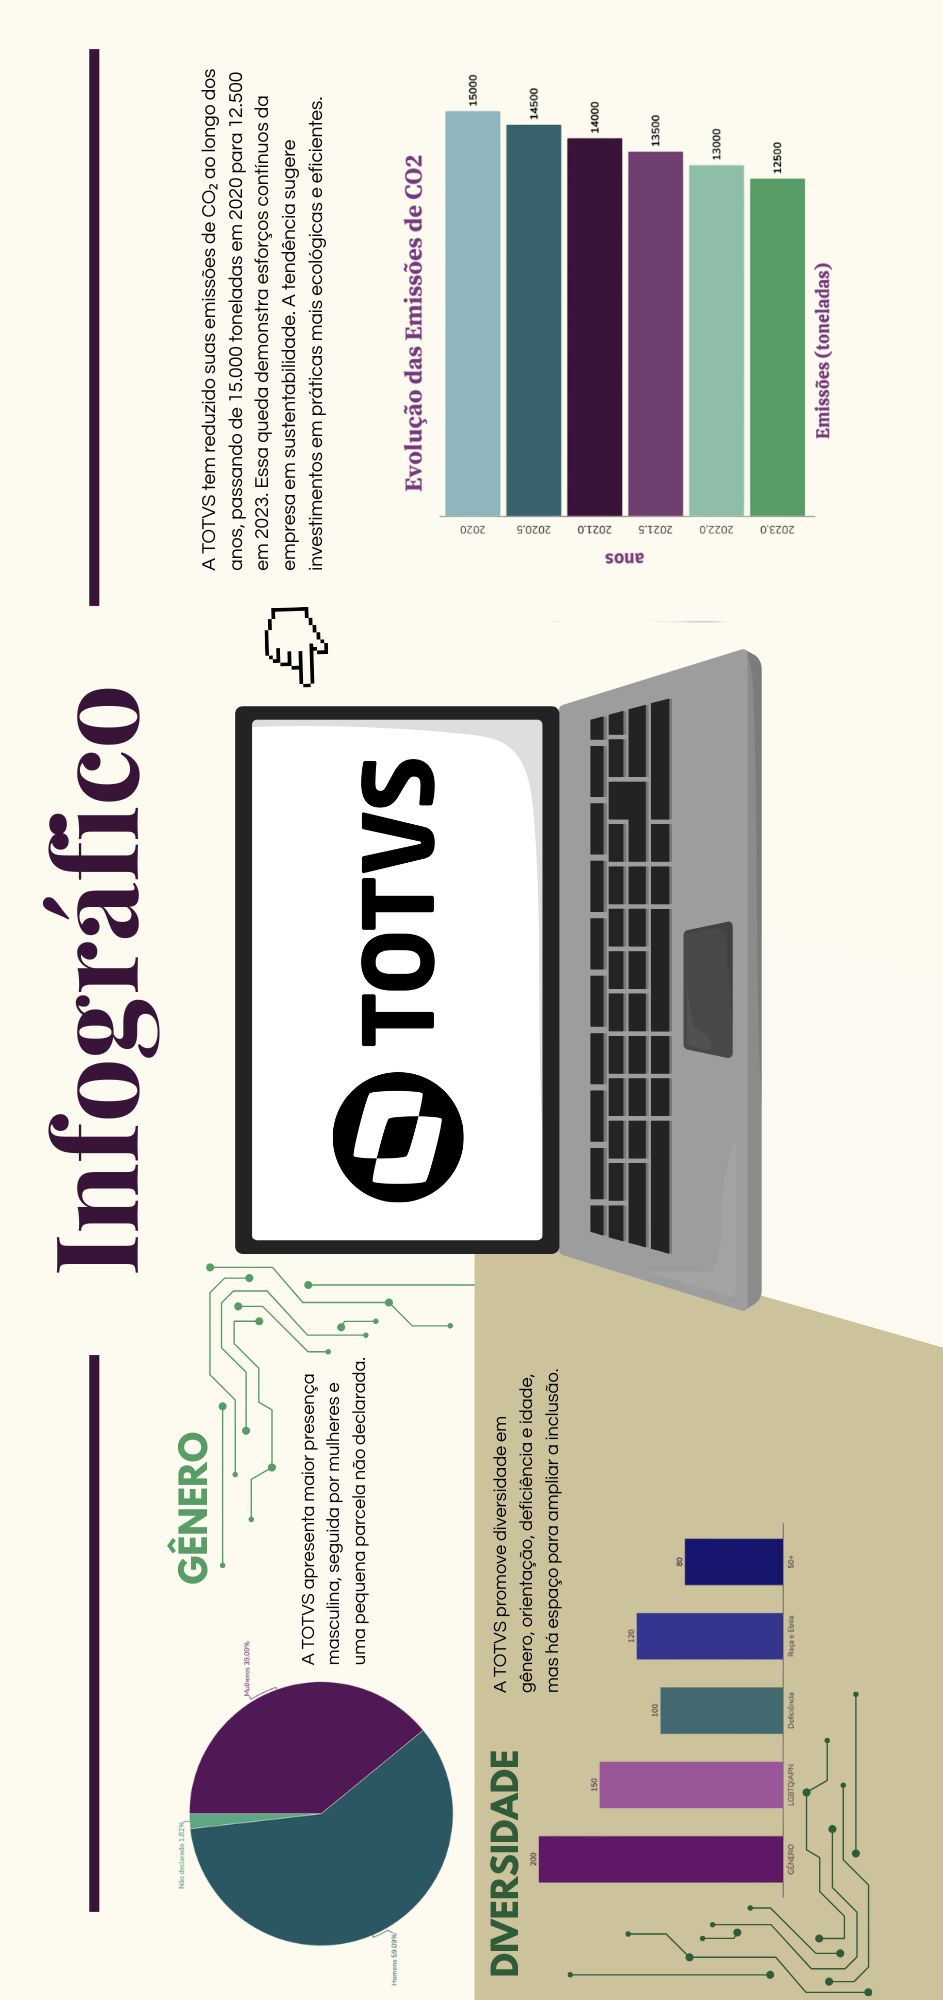 Infográfico
GÊNERO
Não declarado 1.82%
Mulheres 39.09%
Homens 59.09%
A TOTVS apresenta maior presença
masculina, seguida por mulheres e
uma pequena parcela não declarada.
DIVERSIDADE
A TOTVS promove diversidade em
gênero, orientação, deficiência e idade,
mas há espaço para ampliar a inclusão.
200
150
100
120
80
GÊNERO
LGBTQIAPN
Deficiência
Raça e Etnia
50+
TOTVS
A TOTVS tem reduzido suas emissões de CO₂ ao longo dos
anos, passando de 15.000 toneladas em 2020 para 12.500
em 2023. Essa queda demonstra esforços contínuos da
empresa em sustentabilidade. A tendência sugere
investimentos em práticas mais ecológicas e eficientes.
Evolução das Emissões de CO2
2020
15000
2020.5
14500
2021.0
14000
2021.5
13500
2022.0
13000
2023.0
12500
anos
Emissões (toneladas)